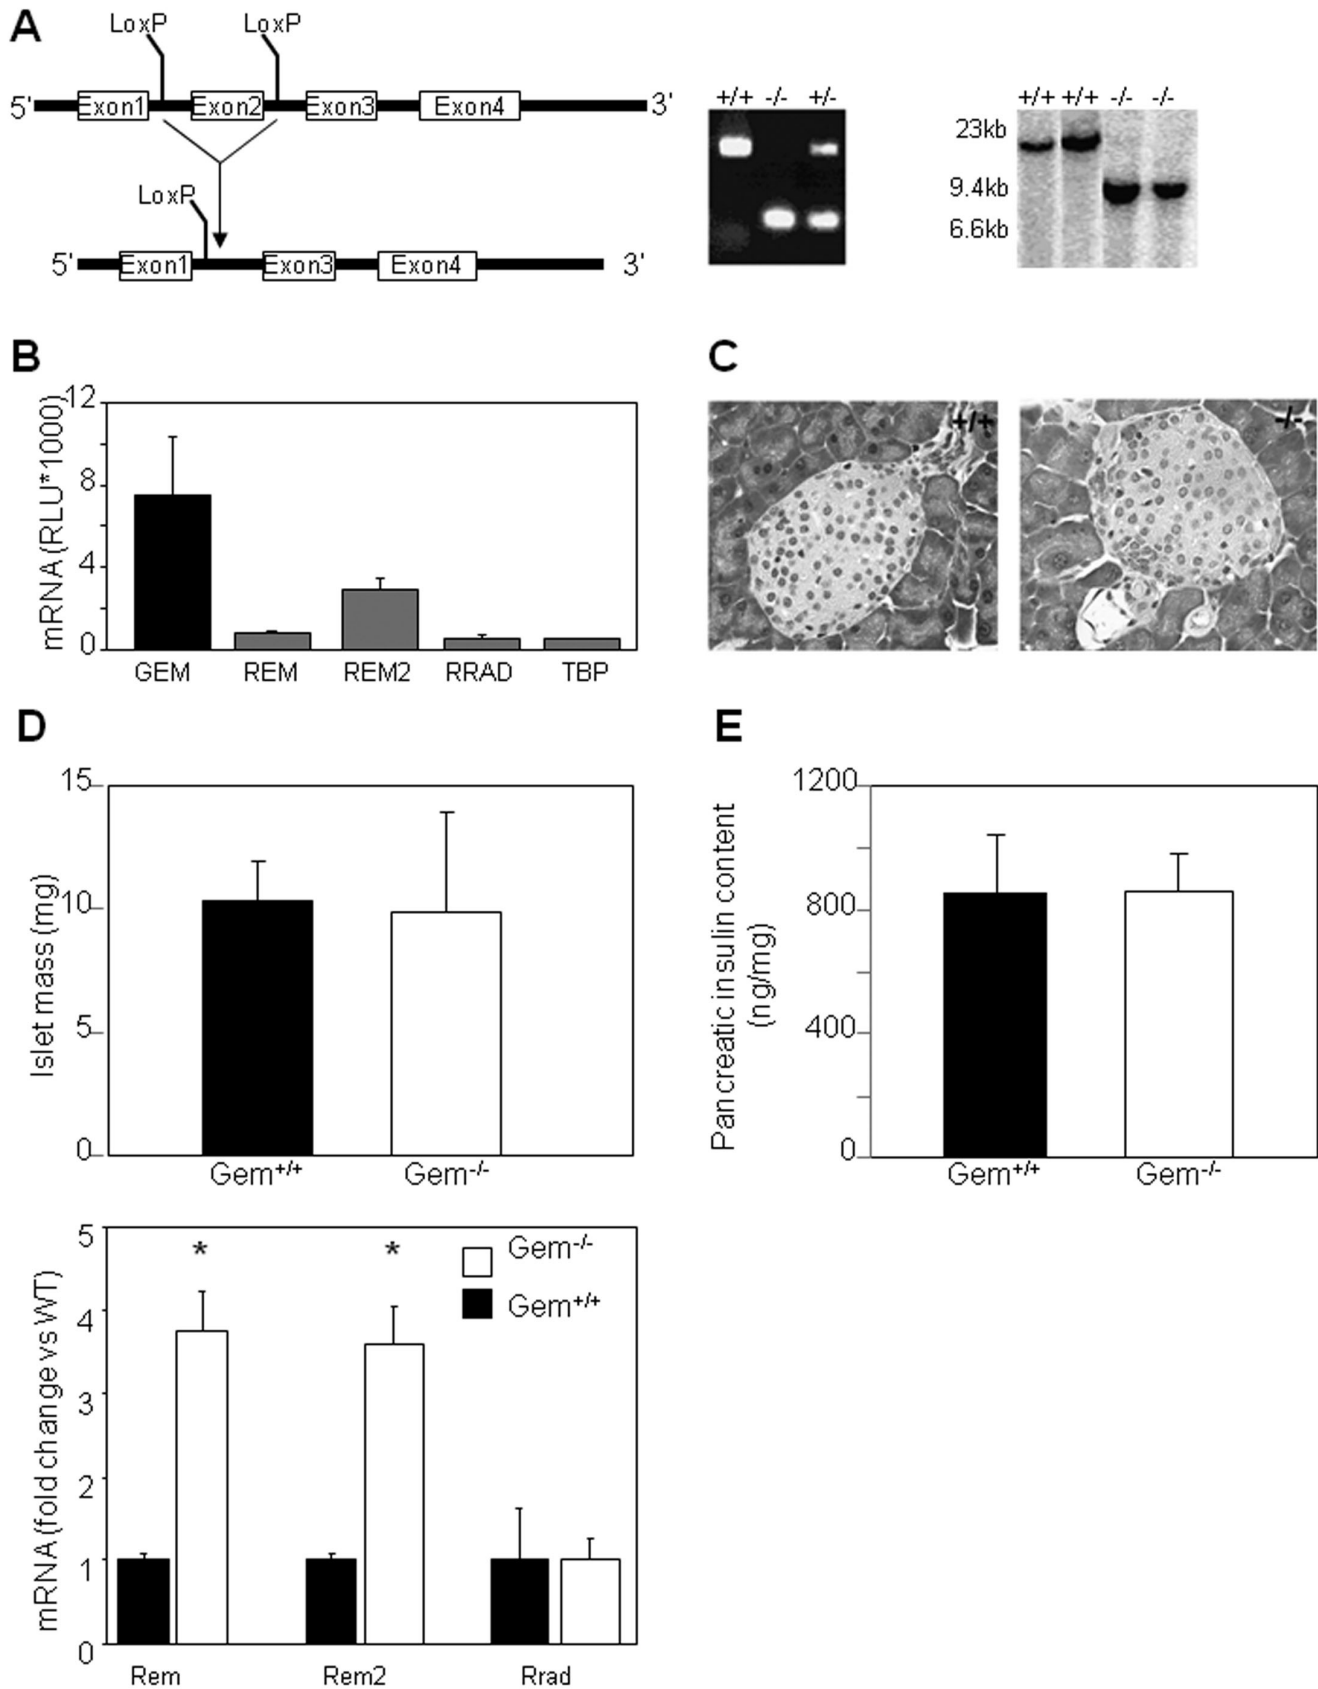 A
LoxP LoxP
5' Exon1 Exon2 Exon3 Exon4 3'
LoxP
5' Exon1 Exon3 Exon4 3'
+/+ -/- +/-
+/+ +/+ -/- -/-
23kb
9.4kb
6.6kb
B
mRNA (RLU*1000)
12
8
4
0
GEM REM REM2 RRAD TBP
C
+/+
-/-
D
Islet mass (mg)
15
10
5
0
Gem+/+ Gem-/-
E
Pancreatic insulin content
(ng/mg)
1200
800
400
0
Gem+/+ Gem-/-
mRNA (fold change vs WT)
5
4
3
2
1
0
* *
Gem-/-
Gem+/+
Rem Rem2 Rrad